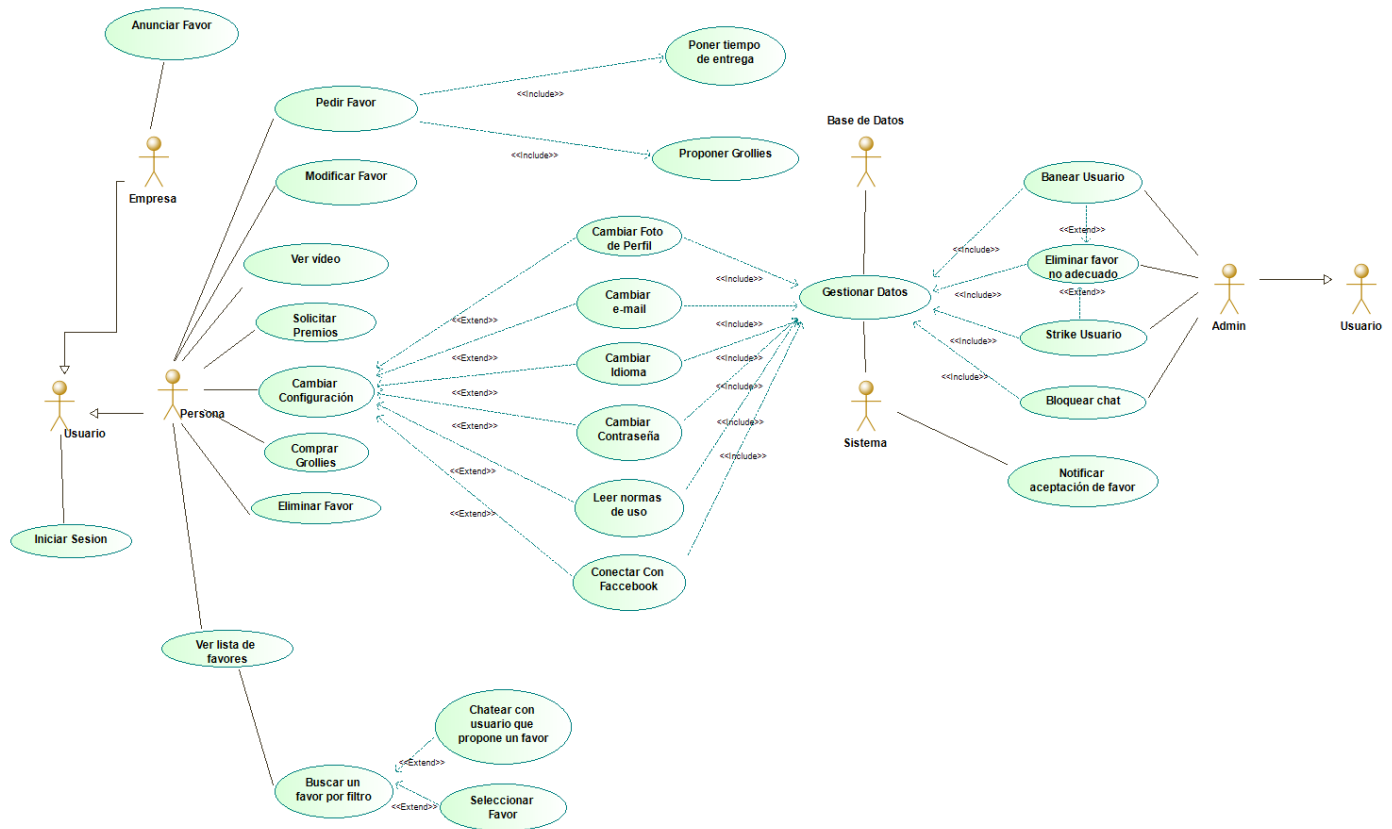 Anunciar Favor
Poner tiempo
de entrega
Pedir Favor
<<Include>>
Base de Datos
Proponer Grollies
<<Include>>
Empresa
Modificar Favor
Banear Usuario
Cambiar Foto
de Perfil
<<Extend>>
<<Include>>
Ver vídeo
Eliminar favor
no adecuado
<<Include>>
Gestionar Datos
Cambiar
e-mail
<<Include>>
<<Extend>>
Solicitar
Premios
<<Extend>>
<<Include>>
Admin
Usuario
Strike Usuario
<<Include>>
Cambiar
Idioma
<<Extend>>
<<Include>>
<<Include>>
Cambiar
Configuración
<<Extend>>
<<Include>>
Bloquear chat
Persona
Usuario
Cambiar
Contraseña
<<Extend>>
<<Include>>
Sistema
Comprar
Grollies
<<Include>>
<<Extend>>
Notificar
aceptación de favor
Leer normas
de uso
Eliminar Favor
<<Extend>>
Iniciar Sesion
Conectar Con
Faccebook
Ver lista de
favores
Chatear con
usuario que
propone un favor
<<Extend>>
Buscar un
favor por filtro
<<Extend>>
Seleccionar
Favor